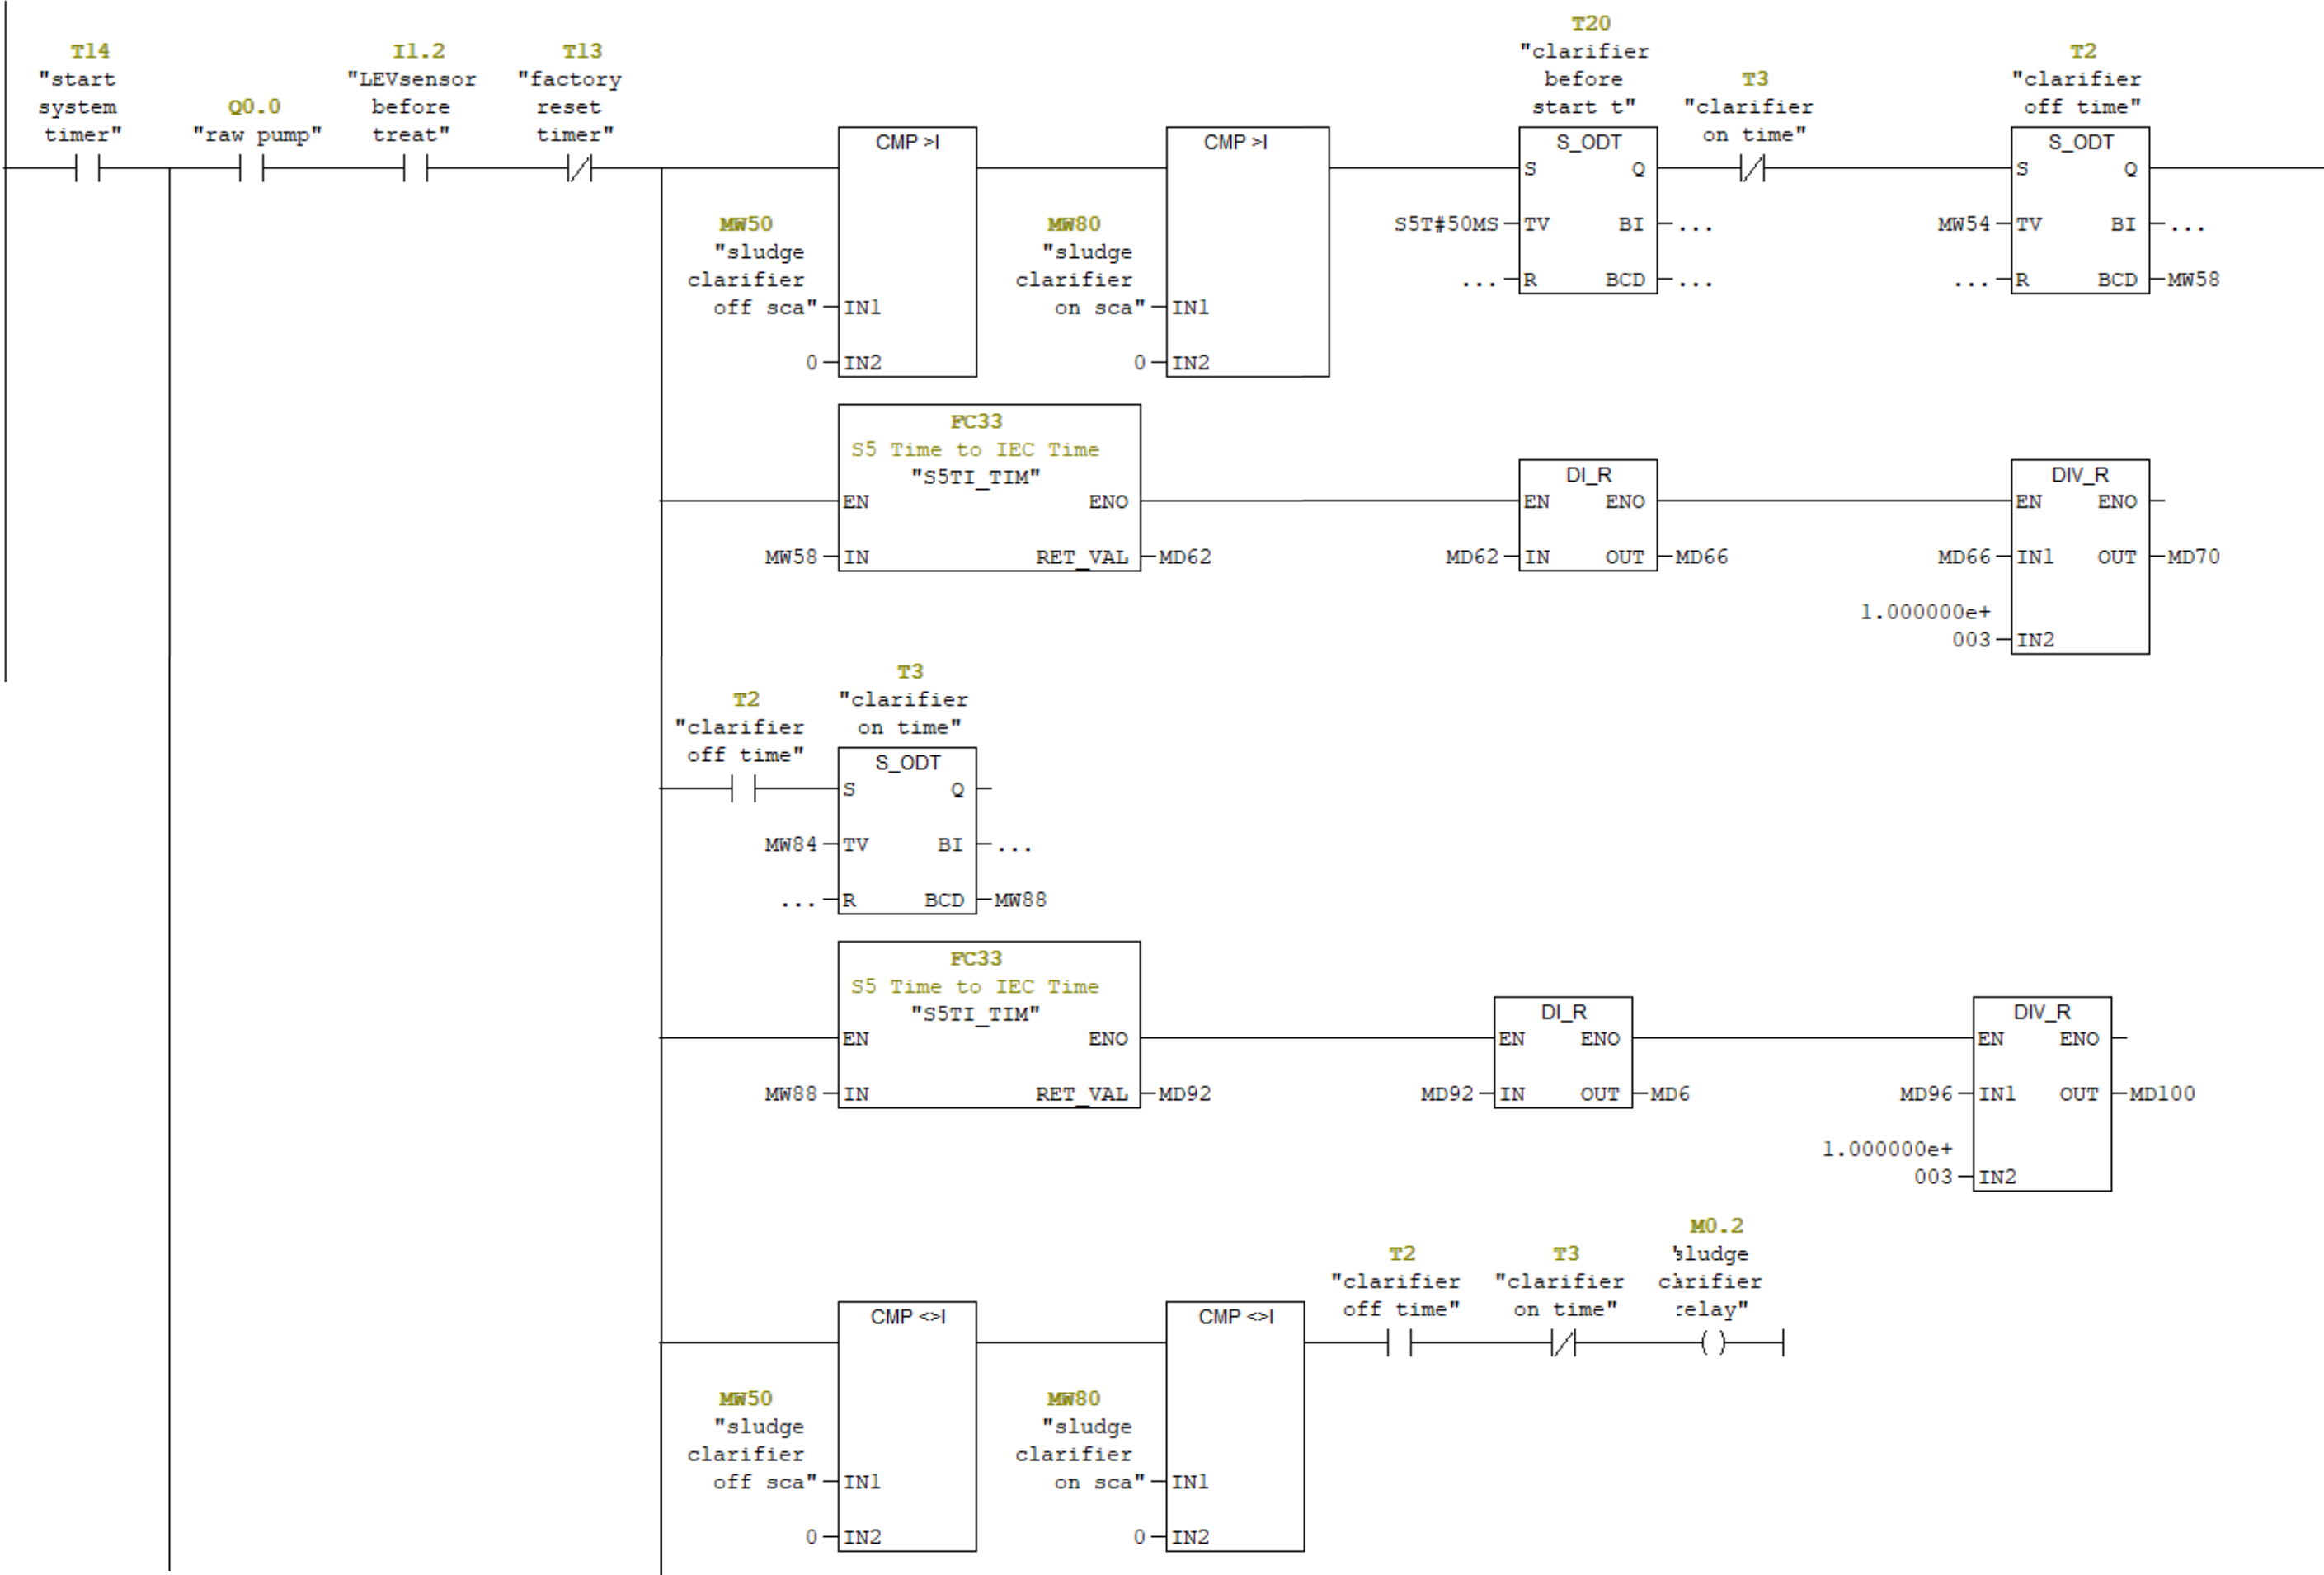 T14
"start
system
timer"
Q0.0
"raw pump"
I1.2
"LEVsensor
before
treat"
T13
"factory
reset
timer"
CMP >I
MW50
"sludge
clarifier
off sca"
IN1
0
IN2
CMP >I
MW80
"sludge
clarifier
on sca"
IN1
0
IN2
T20
"clarifier
before
start t"
S_ODT
S
Q
S5T#50MS
TV
BI
...
...
R
BCD
...
T3
"clarifier
on time"
T2
"clarifier
off time"
S_ODT
S
Q
MW54
TV
BI
...
...
R
BCD
MW58
FC33
S5 Time to IEC Time
"S5TI_TIM"
EN
ENO
MW58
IN
RET_VAL
MD62
DI_R
EN
ENO
MD62
IN
OUT
MD66
DIV_R
EN
ENO
MD66
IN1
OUT
MD70
1.000000e+
003
IN2
T2
"clarifier
off time"
T3
"clarifier
on time"
S_ODT
S
Q
MW84
TV
BI
...
...
R
BCD
MW88
FC33
S5 Time to IEC Time
"S5TI_TIM"
EN
ENO
MW88
IN
RET_VAL
MD92
DI_R
EN
ENO
MD92
IN
OUT
MD6
DIV_R
EN
ENO
MD96
IN1
OUT
MD100
1.000000e+
003
IN2
CMP <>I
MW50
"sludge
clarifier
off sca"
IN1
0
IN2
CMP <>I
MW80
"sludge
clarifier
on sca"
IN1
0
IN2
T2
"clarifier
off time"
T3
"clarifier
on time"
M0.2
'sludge
clarifier
relay"